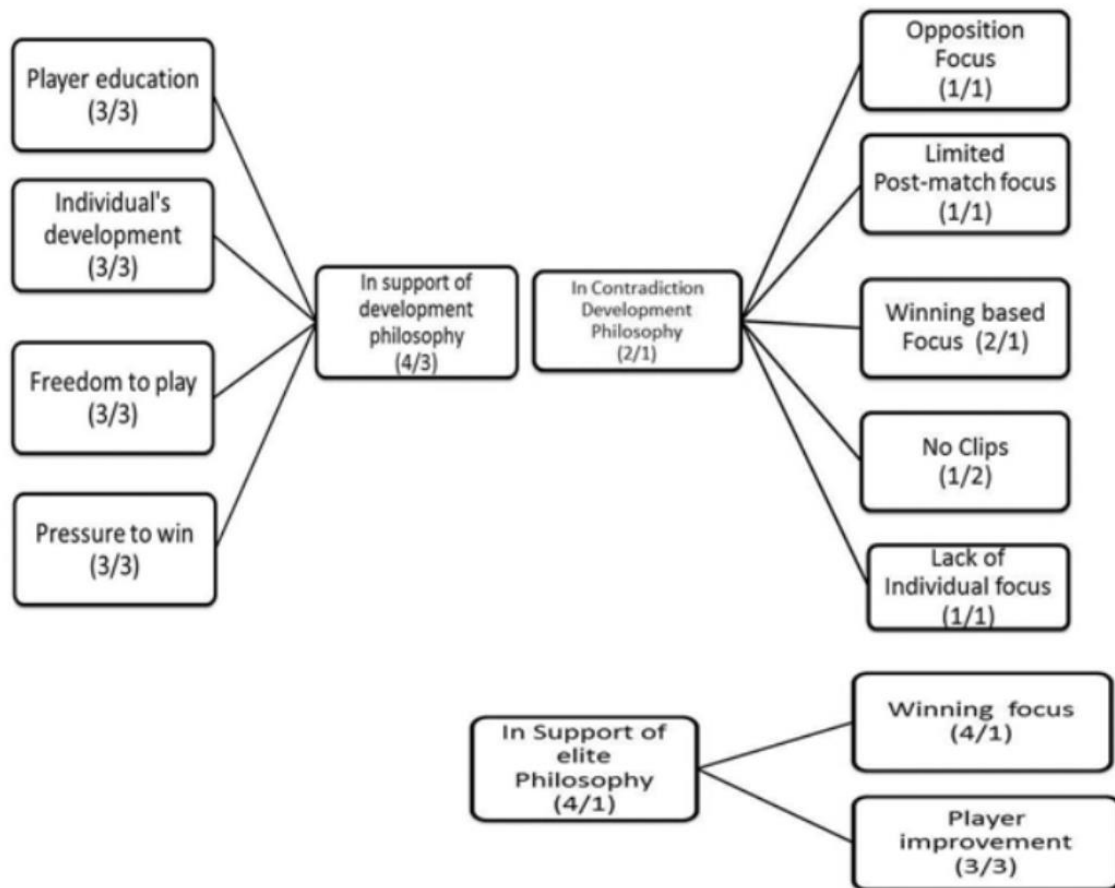 Player education
(3/3)
Individual's
development
(3/3)
Freedom to play
(3/3)
Pressure to win
(3/3)
In support of
development
philosophy
(4/3)
In Contradiction
Development
Philosophy
(2/1)
Opposition
Focus
(1/1)
Limited
Post-match focus
(1/1)
Winning based
Focus (2/1)
No Clips
(1/2)
Lack of
Individual focus
(1/1)
In Support of
elite
Philosophy
(4/1)
Winning focus
(4/1)
Player
improvement
(3/3)